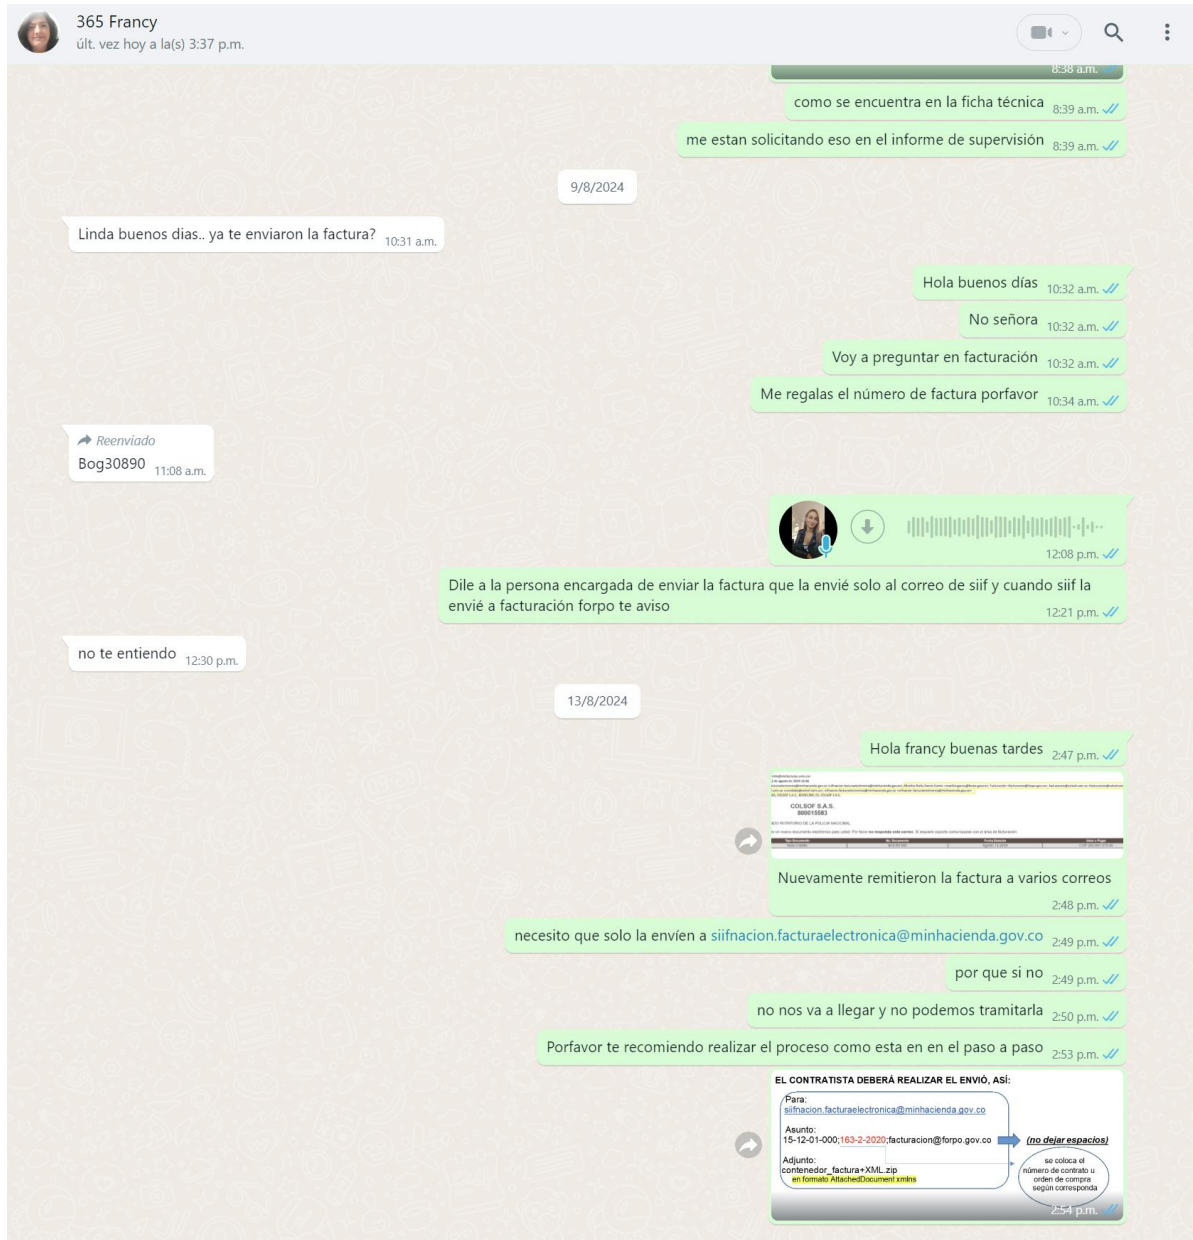 365 Francy
últ. vez hoy a la(s) 3:37 p.m.
8:38 a.m.
como se encuentra en la ficha técnica 8:39 a.m.
me estan solicitando eso en el informe de supervisión 8:39 a.m.
9/8/2024
Linda buenos dias.. ya te enviaron la factura? 10:31 a.m.
Hola buenos días 10:32 a.m.
No señora 10:32 a.m.
Voy a preguntar en facturación 10:32 a.m.
Me regalas el número de factura porfavor 10:34 a.m.
Reenviado
Bog30890 11:08 a.m.
12:08 p.m.
Dile a la persona encargada de enviar la factura que la envié solo al correo de siif y cuando siif la
envié a facturación forpo te aviso
12:21 p.m.
no te entiendo 12:30 p.m.
13/8/2024
Hola francy buenas tardes 2:47 p.m.
COLSOF S.A.S.
800015583
Nuevamente remitieron la factura a varios correos
2:48 p.m.
necesito que solo la envíen a siifnacion.facturaelectronica@minhacienda.gov.co 2:49 p.m.
por que si no 2:49 p.m.
no nos va a llegar y no podemos tramitarla 2:50 p.m.
Porfavor te recomiendo realizar el proceso como esta en en el paso a paso 2:53 p.m.
EL CONTRATISTA DEBERÁ REALIZAR EL ENVIÓ, ASÍ:
Para:
siifnacion.facturaelectronica@minhacienda.gov.co
Asunto:
15-12-01-000;163-2-2020;facturacion@forpo.gov.co
(no dejar espacios)
Adjunto:
contenedor_factura+XML.zip
en formato AttachedDocument xmlns
se coloca el
número de contrato u
orden de compra
según corresponda
2:54 p.m.